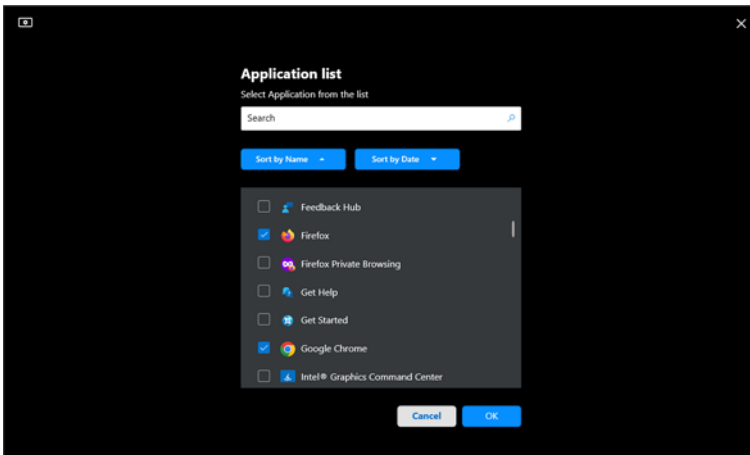 Application list
Select Application from the list
Search
Sort by Name
Sort by Date
Feedback Hub
Firefox
Firefox Private Browsing
Get Help
Get Started
Google Chrome
Intel® Graphics Command Center
Cancel
OK